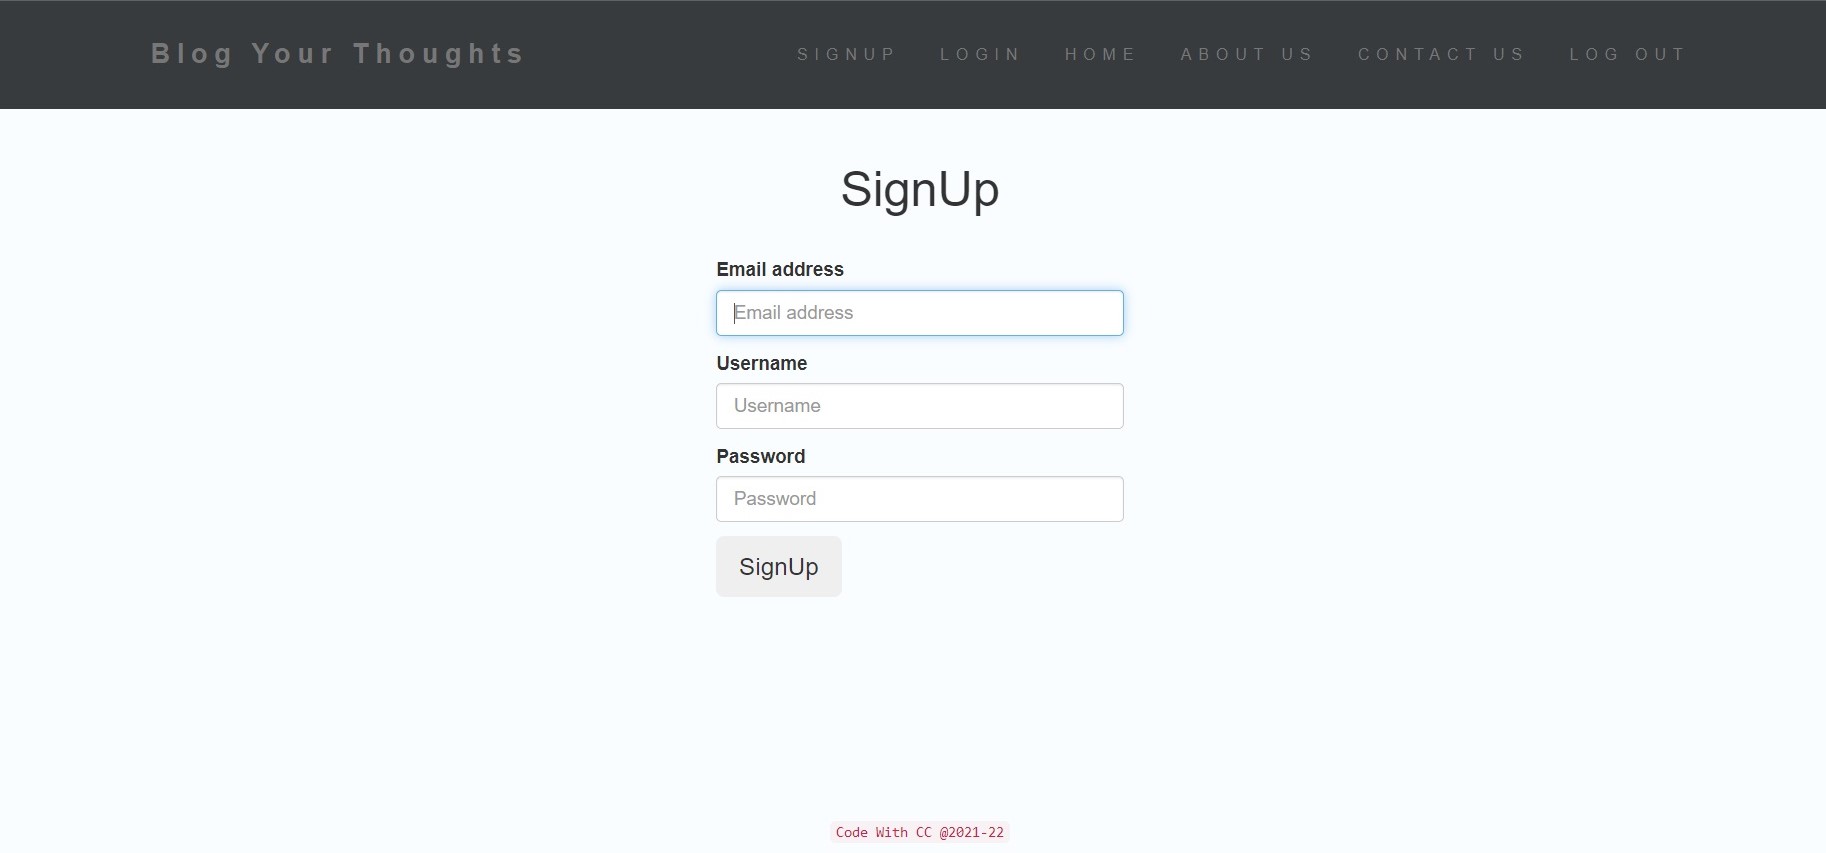 Blog Your Thoughts
SIGNUP LOGIN HOME ABOUT US CONTACT US LOG OUT
SignUp
Email address
Email address
Username
Username
Password
Password
SignUp
Code With CC @2021-22